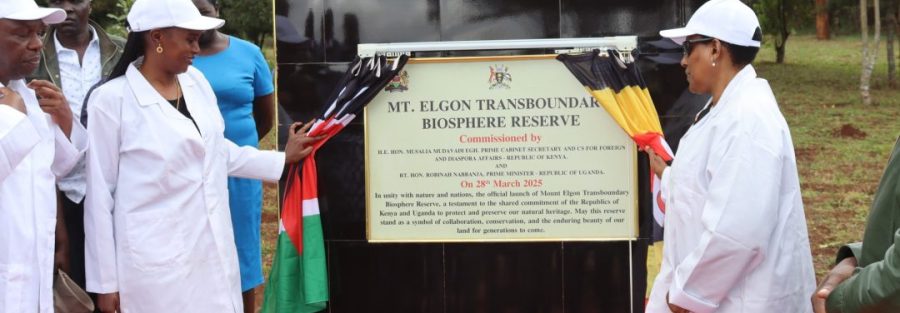 MT. ELGON TRANSBOUNDAR
BIOSPHERE RESERVE
Commissioned by
H.E. HON. MUSALIA MUDAVADI EGH, PRIME CABINET SECRETARY AND CS FOR FOREIGN
AND DIASPORA AFFAIRS - REPUBLIC OF KENYA.
AND
RT. HON. ROBINAH NABBANJA, PRIME MINISTER - REPUBLIC OF UGANDA.
On 28th March 2025
In unity with nature and nations, the official launch of Mount Elgon Transboundary
Biosphere Reserve, a testament to the shared commitment of the Republics of
Kenya and Uganda to protect and preserve our natural heritage. May this reserve
stand as a symbol of collaboration, conservation, and the enduring beauty of our
land for generations to come.